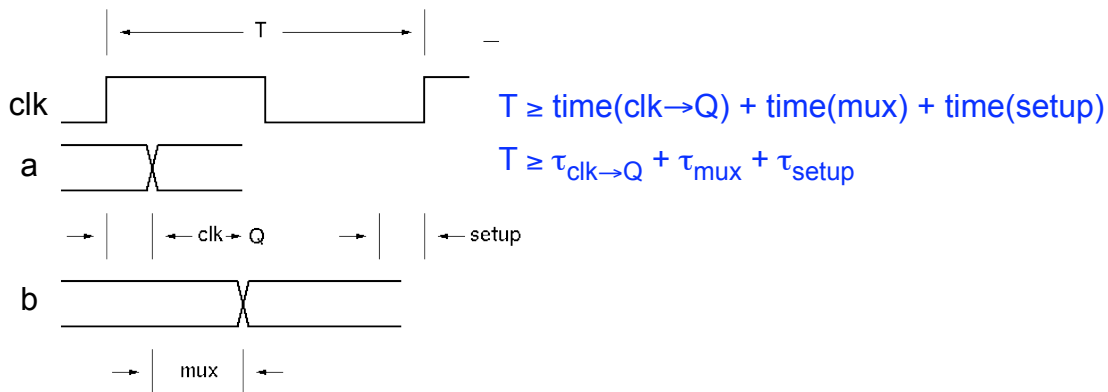 T
clk
T ≥ time(clk→Q) + time(mux) + time(setup)
a
T ≥ τclk→Q + τmux + τsetup
clk Q
setup
b
mux